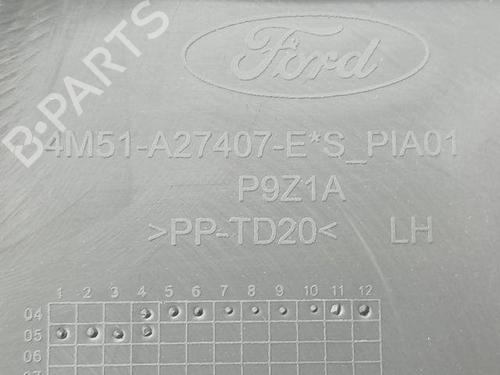 Ford
4M51-A27407-E*S_PIA01
P9Z1A
>PP-TD20< LH
1 2 3 4 5 6 7 8 9 10 11 12
04
05
06
B-PARTS